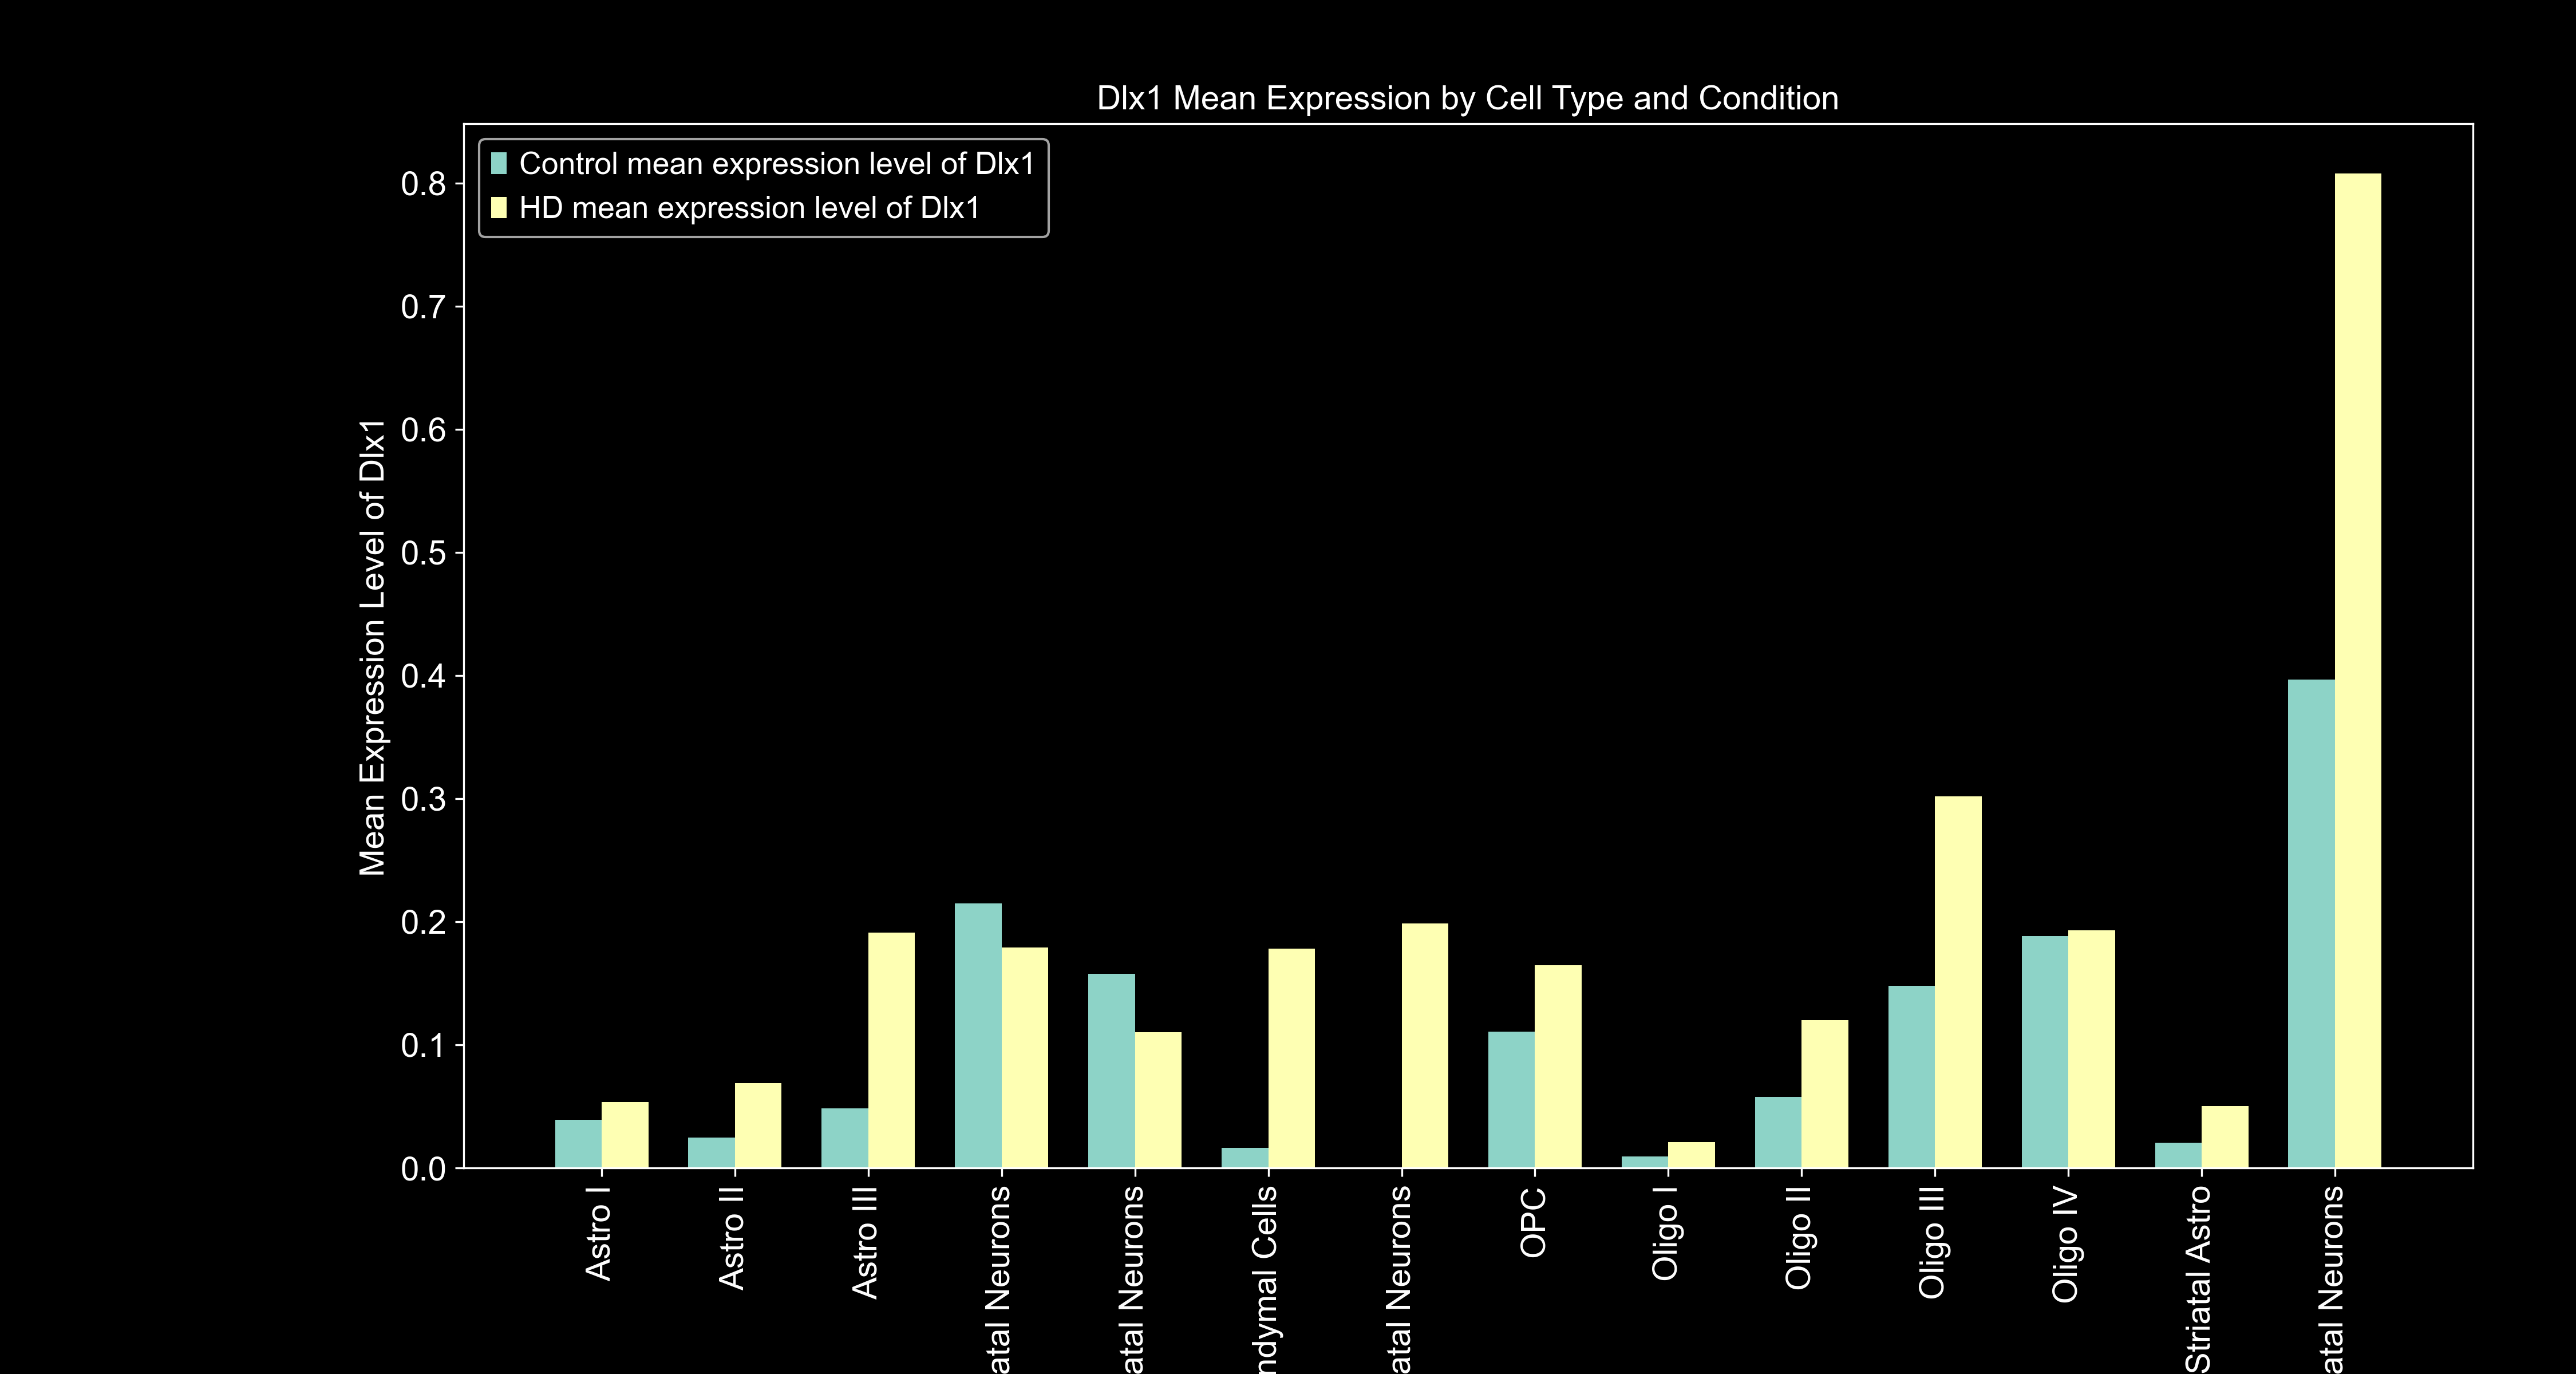 Dlx1 Mean Expression by Cell Type and Condition
Control mean expression level of Dlx1
HD mean expression level of Dlx1
Mean Expression Level of Dlx1
0.8
0.7
0.6
0.5
0.4
0.3
0.2
0.1
0.0
Astro I
Astro II
Astro III
atal Neurons
atal Neurons
ndymal Cells
atal Neurons
OPC
Oligo I
Oligo II
Oligo III
Oligo IV
Striatal Astro
atal Neurons